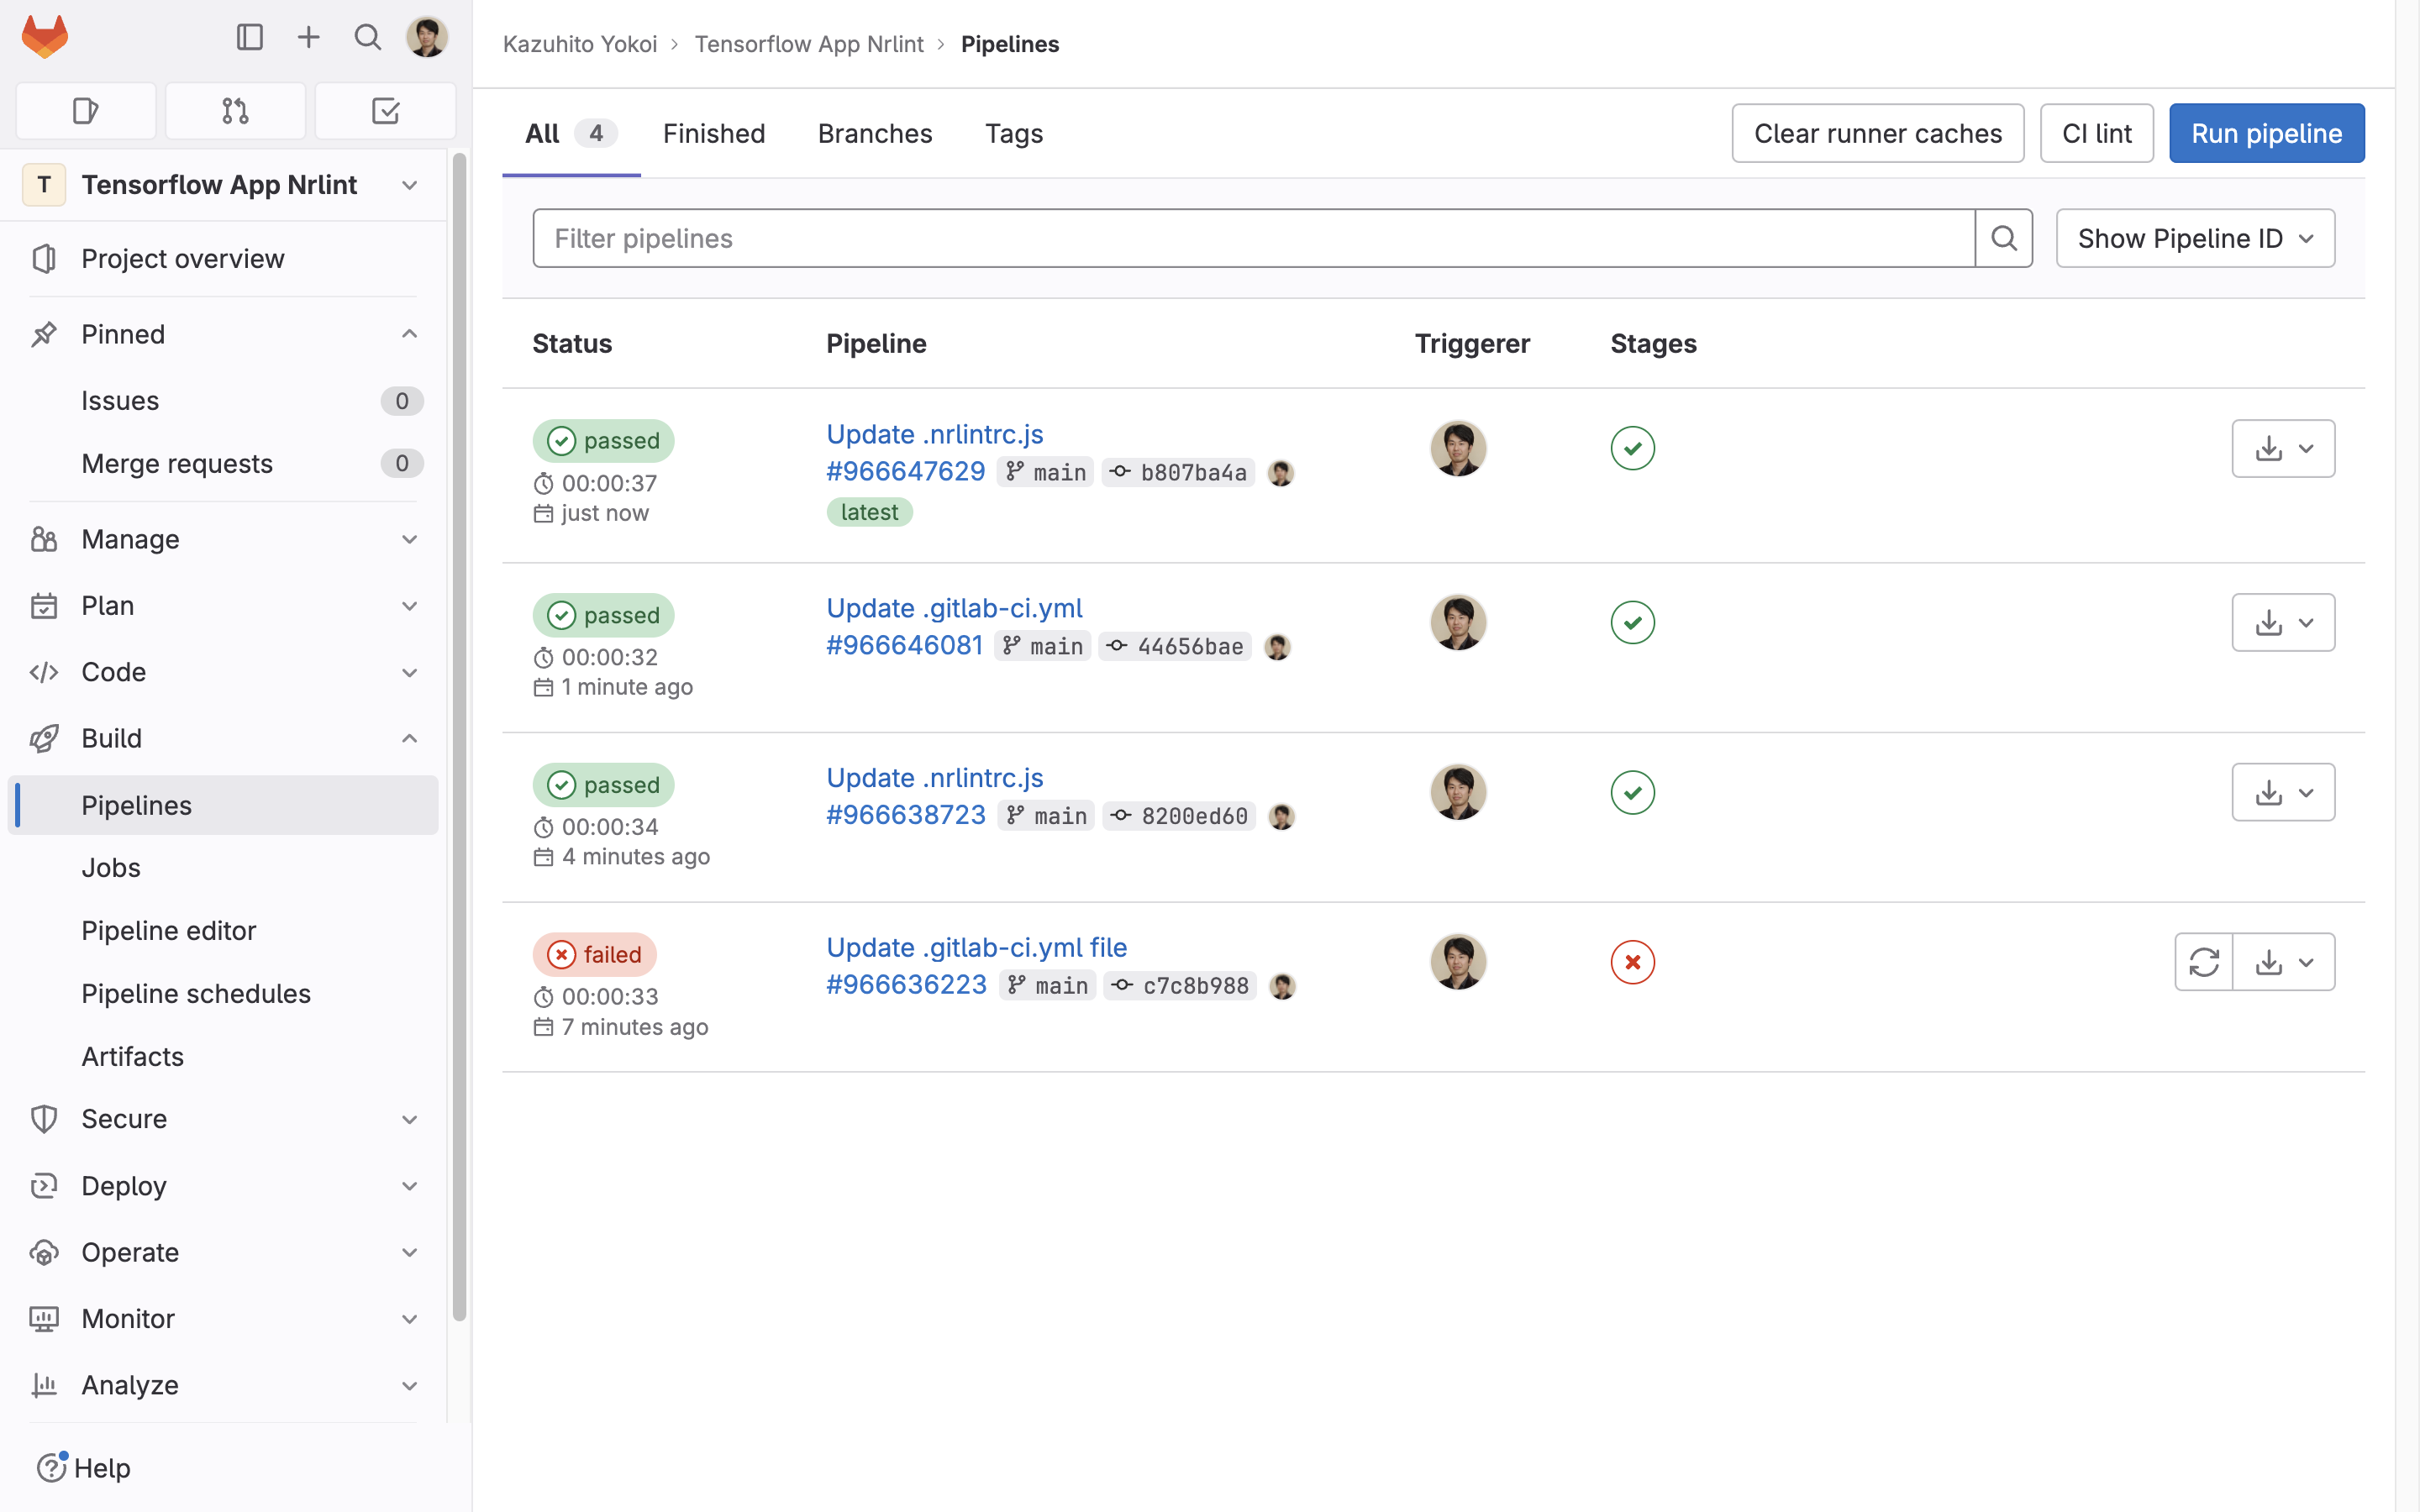 Kazuhito Yokoi > Tensorflow App Nrlint > Pipelines
T Tensorflow App Nrlint
Project overview
Pinned
Issues 0
Merge requests 0
Manage
Plan
Code
Build
Pipelines
Jobs
Pipeline editor
Pipeline schedules
Artifacts
Secure
Deploy
Operate
Monitor
Analyze
Help
All 4 Finished Branches Tags Clear runner caches CI lint Run pipeline
Filter pipelines Show Pipeline ID
Status Pipeline Triggerer Stages
passed Update .nrlintrc.js
00:00:37 #966647629 main b807ba4a
just now latest
passed Update .gitlab-ci.yml
00:00:32 #966646081 main 44656bae
1 minute ago
passed Update .nrlintrc.js
00:00:34 #966638723 main 8200ed60
4 minutes ago
failed Update .gitlab-ci.yml file
00:00:33 #966636223 main c7c8b988
7 minutes ago